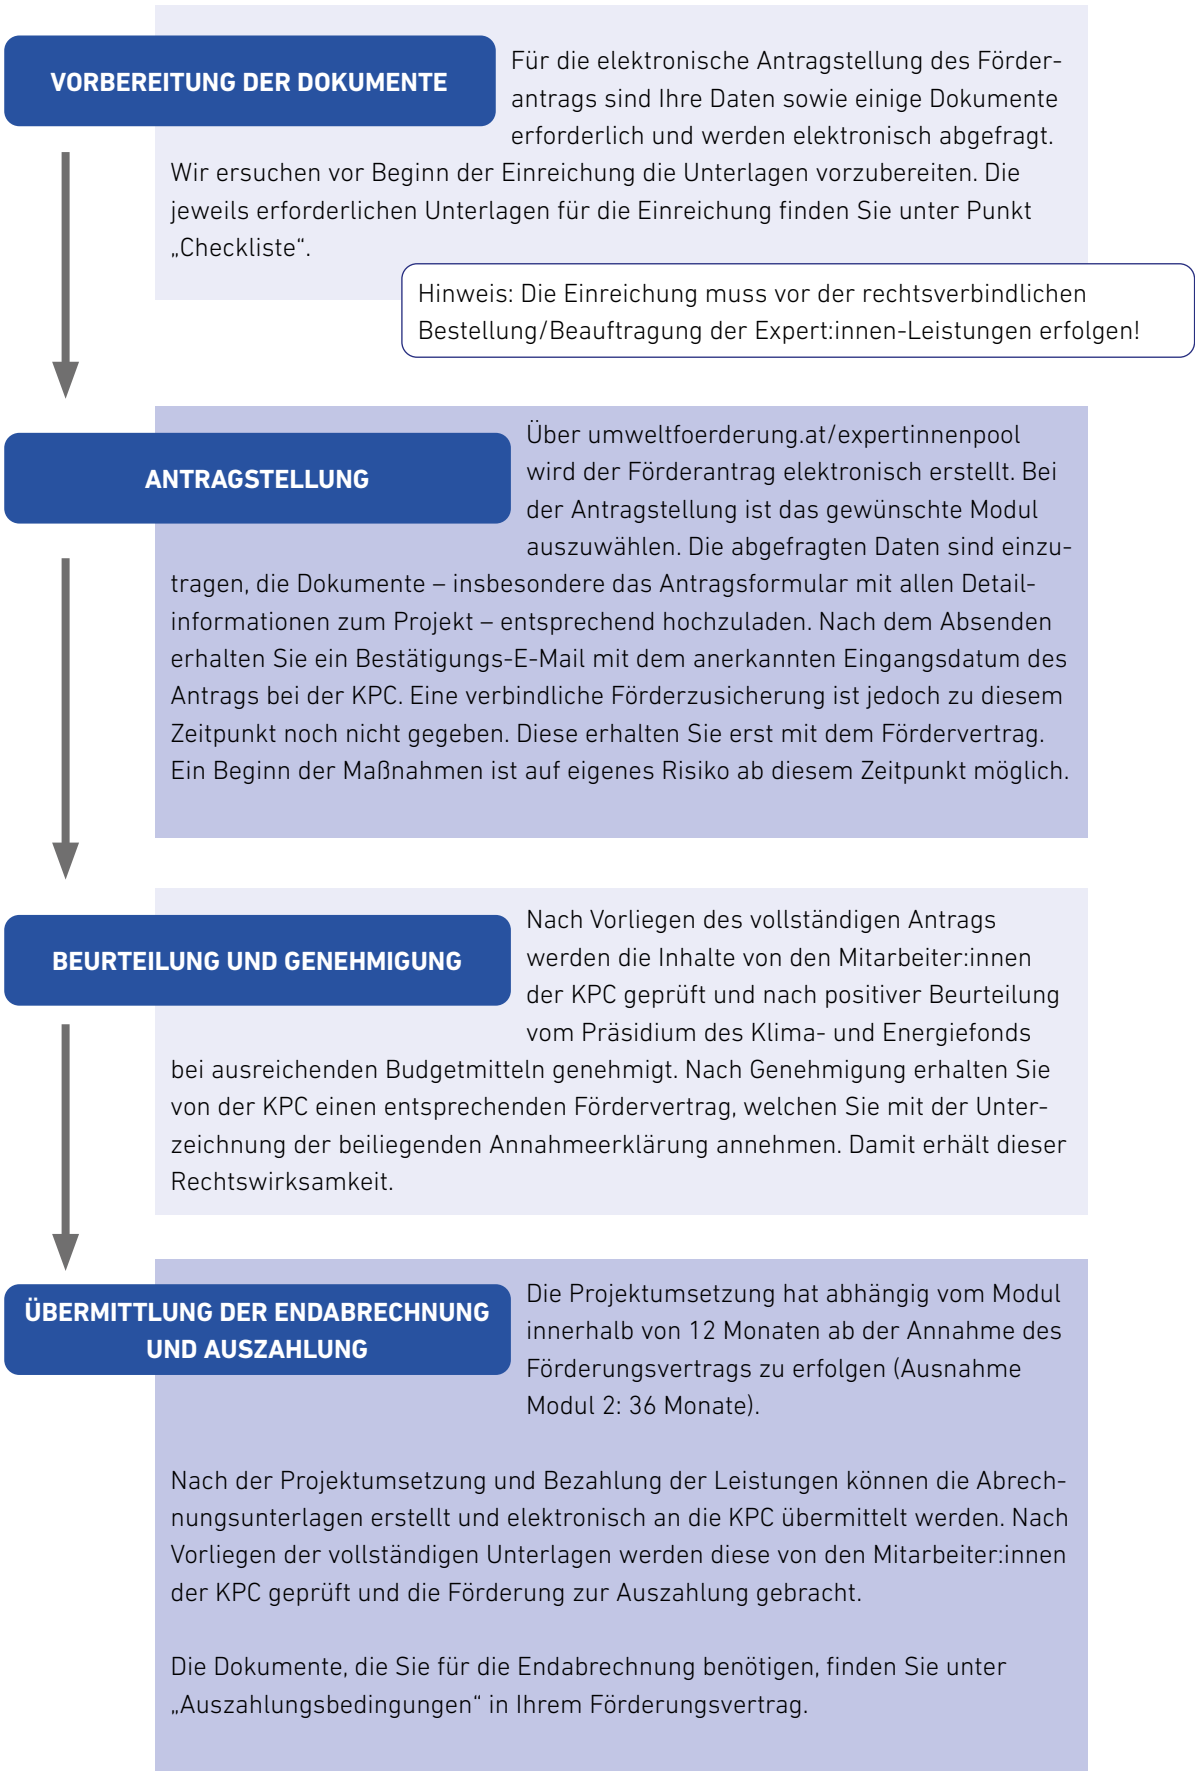 VORBEREITUNG DER DOKUMENTE
Für die elektronische Antragstellung des Förder-
antrags sind Ihre Daten sowie einige Dokumente
erforderlich und werden elektronisch abgefragt.
Wir ersuchen vor Beginn der Einreichung die Unterlagen vorzubereiten. Die
jeweils erforderlichen Unterlagen für die Einreichung finden Sie unter Punkt
„Checkliste“.
Hinweis: Die Einreichung muss vor der rechtsverbindlichen
Bestellung/Beauftragung der Expert:innen-Leistungen erfolgen!
ANTRAGSTELLUNG
Über umweltfoerderung.at/expertinnenpool
wird der Förderantrag elektronisch erstellt. Bei
der Antragstellung ist das gewünschte Modul
auszuwählen. Die abgefragten Daten sind einzu-
tragen, die Dokumente – insbesondere das Antragsformular mit allen Detail-
informationen zum Projekt – entsprechend hochzuladen. Nach dem Absenden
erhalten Sie ein Bestätigungs-E-Mail mit dem anerkannten Eingangsdatum des
Antrags bei der KPC. Eine verbindliche Förderzusicherung ist jedoch zu diesem
Zeitpunkt noch nicht gegeben. Diese erhalten Sie erst mit dem Fördervertrag.
Ein Beginn der Maßnahmen ist auf eigenes Risiko ab diesem Zeitpunkt möglich.
BEURTEILUNG UND GENEHMIGUNG
Nach Vorliegen des vollständigen Antrags
werden die Inhalte von den Mitarbeiter:innen
der KPC geprüft und nach positiver Beurteilung
vom Präsidium des Klima- und Energiefonds
bei ausreichenden Budgetmitteln genehmigt. Nach Genehmigung erhalten Sie
von der KPC einen entsprechenden Fördervertrag, welchen Sie mit der Unter-
zeichnung der beiliegenden Annahmeerklärung annehmen. Damit erhält dieser
Rechtswirksamkeit.
ÜBERMITTLUNG DER ENDABRECHNUNG
UND AUSZAHLUNG
Die Projektumsetzung hat abhängig vom Modul
innerhalb von 12 Monaten ab der Annahme des
Förderungsvertrags zu erfolgen (Ausnahme
Modul 2: 36 Monate).
Nach der Projektumsetzung und Bezahlung der Leistungen können die Abrech-
nungsunterlagen erstellt und elektronisch an die KPC übermittelt werden. Nach
Vorliegen der vollständigen Unterlagen werden diese von den Mitarbeiter:innen
der KPC geprüft und die Förderung zur Auszahlung gebracht.
Die Dokumente, die Sie für die Endabrechnung benötigen, finden Sie unter
„Auszahlungsbedingungen“ in Ihrem Förderungsvertrag.